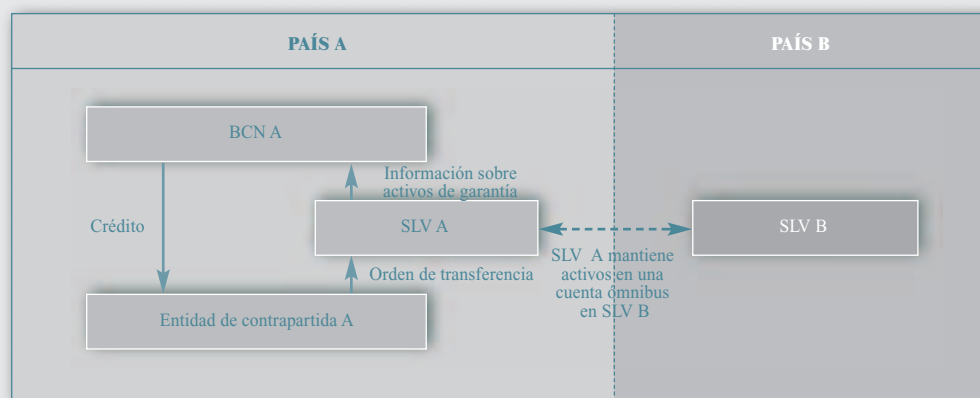 PAÍS A
PAÍS B
BCN A
Información sobre
activos de garantía
Crédito
SLV A
SLV B
Orden de transferencia
SLV A mantiene
activos en una
cuenta ómnibus
en SLV B
Entidad de contrapartida A